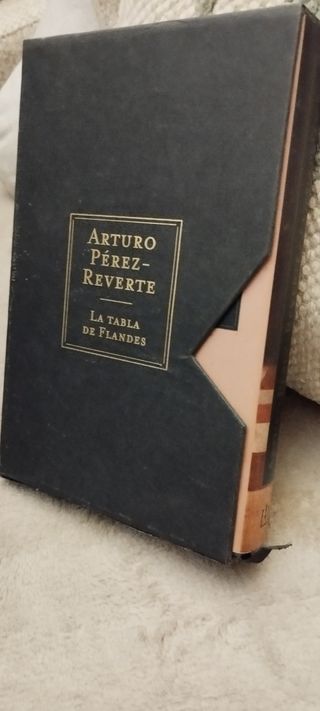 ARTURO
PÉREZ-
REVERTE
LA TABLA
DE FLANDES